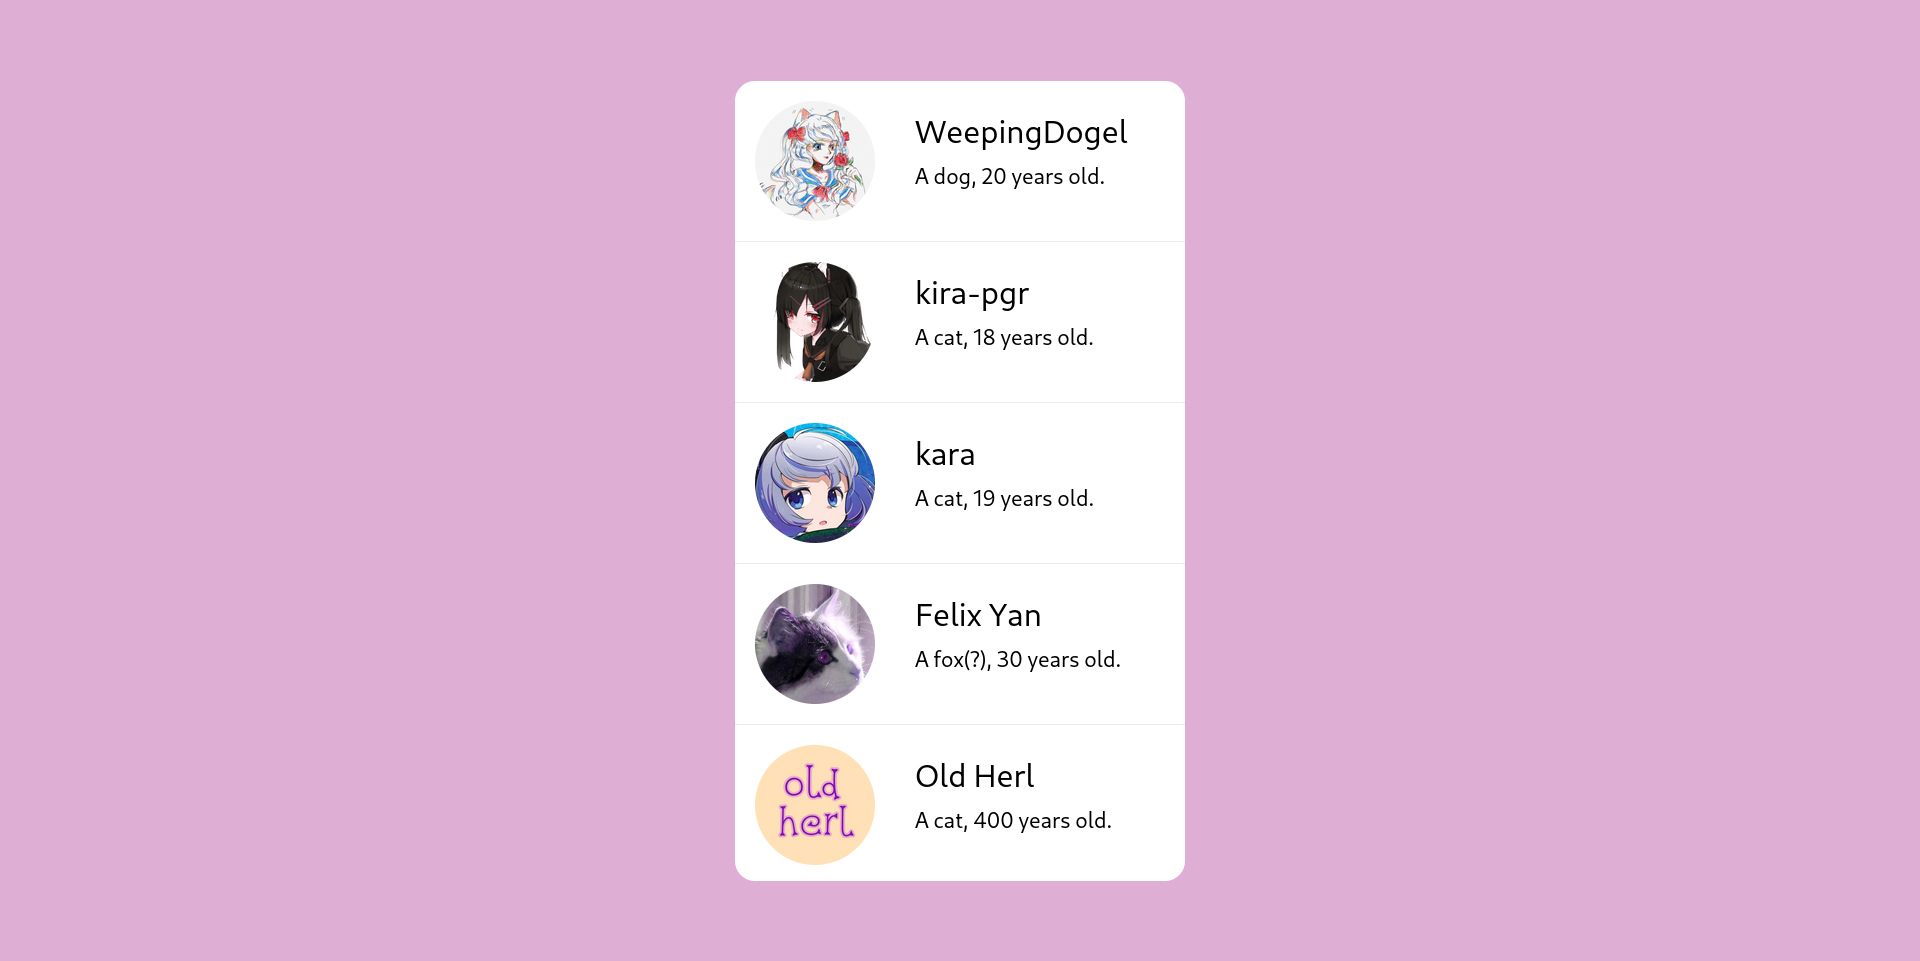 WeepingDogel
A dog, 20 years old.
kira-pgr
A cat, 18 years old.
kara
A cat, 19 years old.
Felix Yan
A fox(?), 30 years old.
old
herl
Old Herl
A cat, 400 years old.